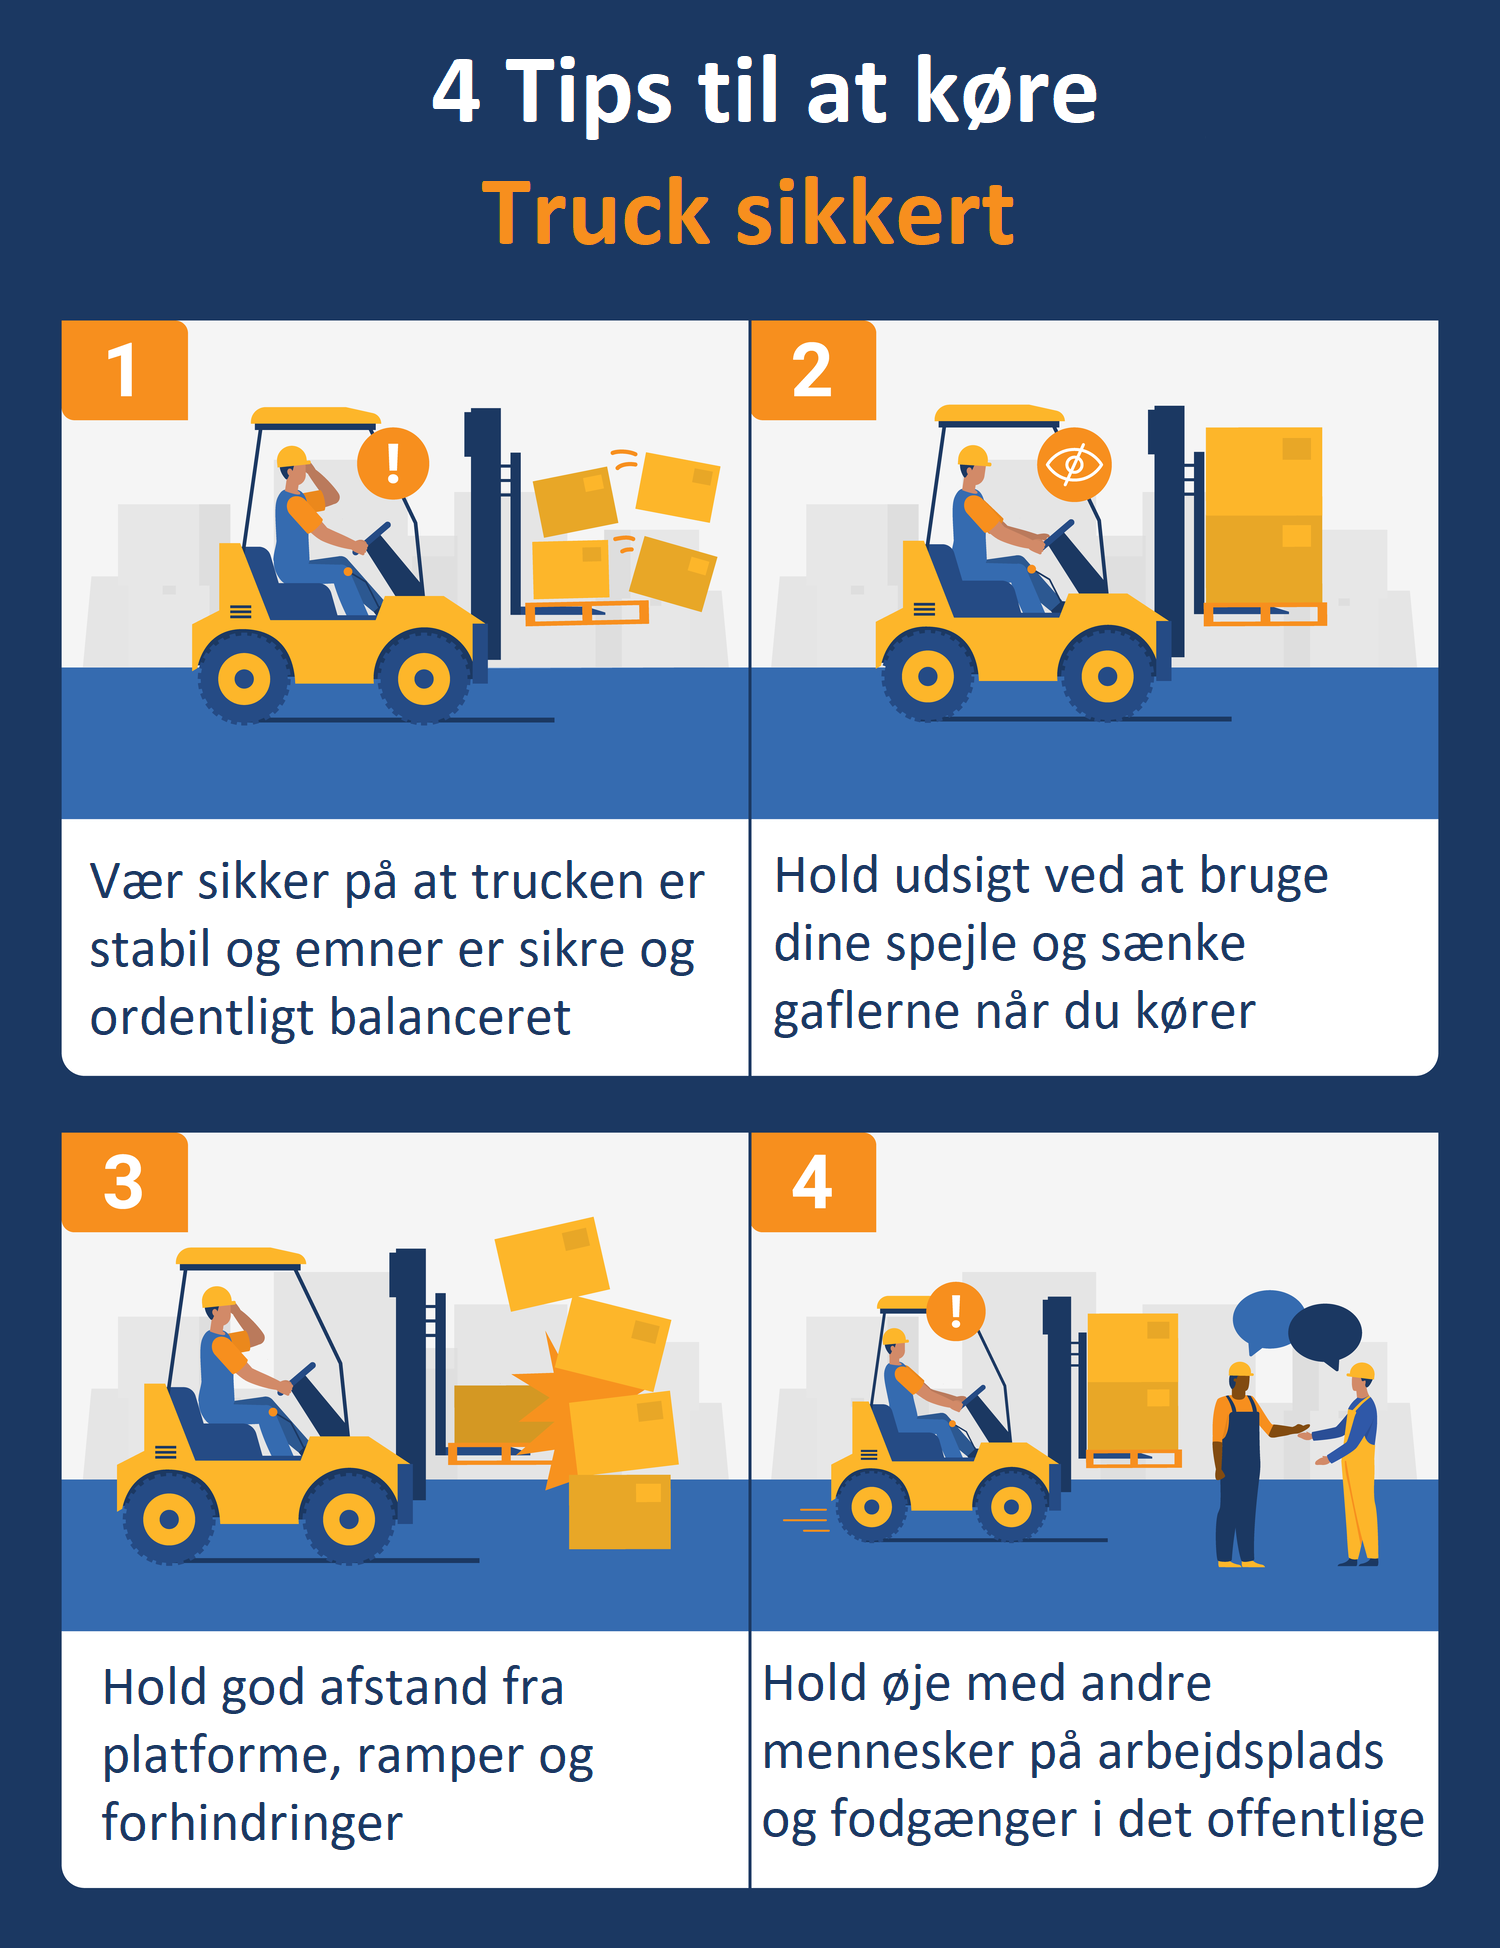 4 Tips til at køre
Truck sikkert
1
Vær sikker på at trucken er
stabil og emner er sikre og
ordentligt balanceret
2
Hold udsigt ved at bruge
dine spejle og sænke
gaflerne når du kører
3
Hold god afstand fra
platforme, ramper og
forhindringer
4
Hold øje med andre
mennesker på arbejdsplads
og fodgænger i det offentlige